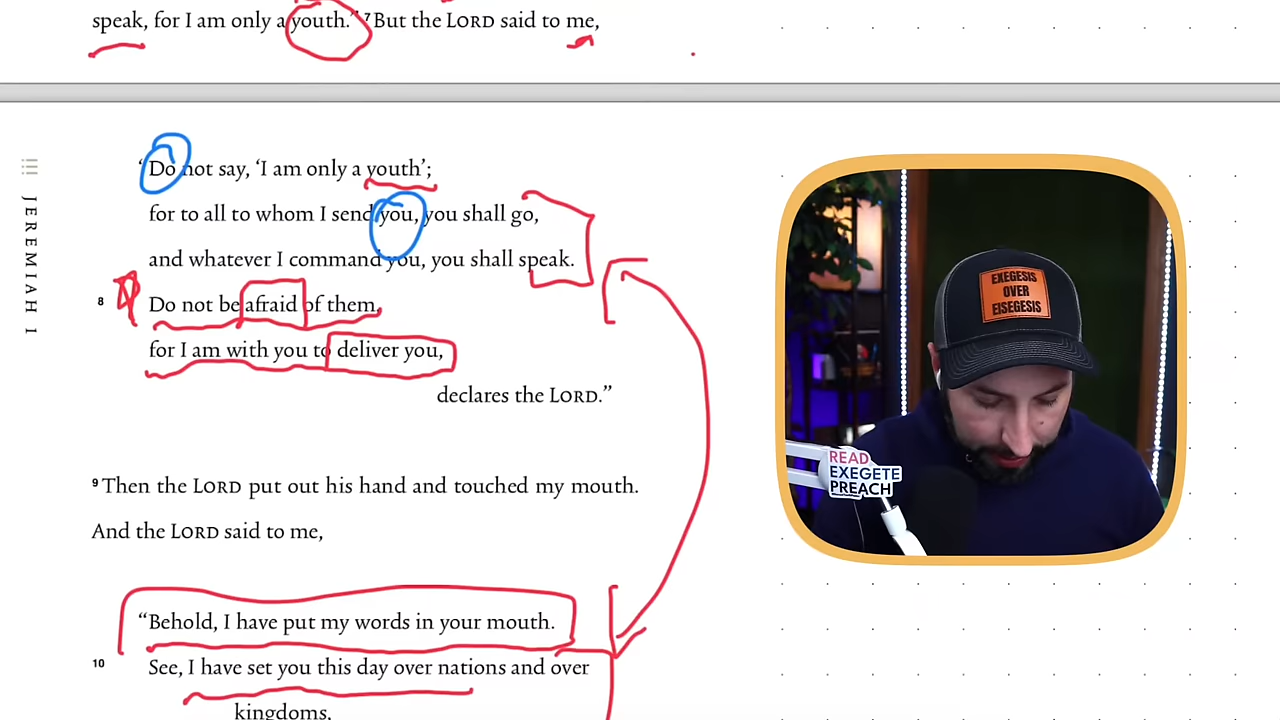 speak, for I am only a youth.” 7 But the LORD said to me,
JEREMIAH 1
“Do not say, ‘I am only a youth’;
for to all to whom I send you, you shall go,
and whatever I command you, you shall speak.
8 Do not be afraid of them,
for I am with you to deliver you,
declares the LORD.”
9 Then the LORD put out his hand and touched my mouth.
And the LORD said to me,
“Behold, I have put my words in your mouth.
10 See, I have set you this day over nations and over
kingdoms,
EXEGESIS
OVER
EISEGESIS
READ
EXEGETE
PREACH